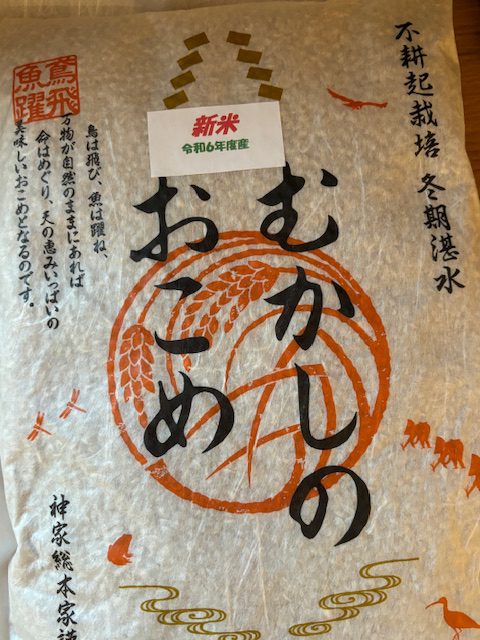 不耕起栽培 冬期湛水
新米
令和6年度産
むかしの
おこめ
鳶飛
魚躍
鳥は飛び、魚は躍ね、
万物が自然のままにあれば
命はめぐり、天の恵みいっぱいの
美味しいおこめとなるのです。
神家総本家謹